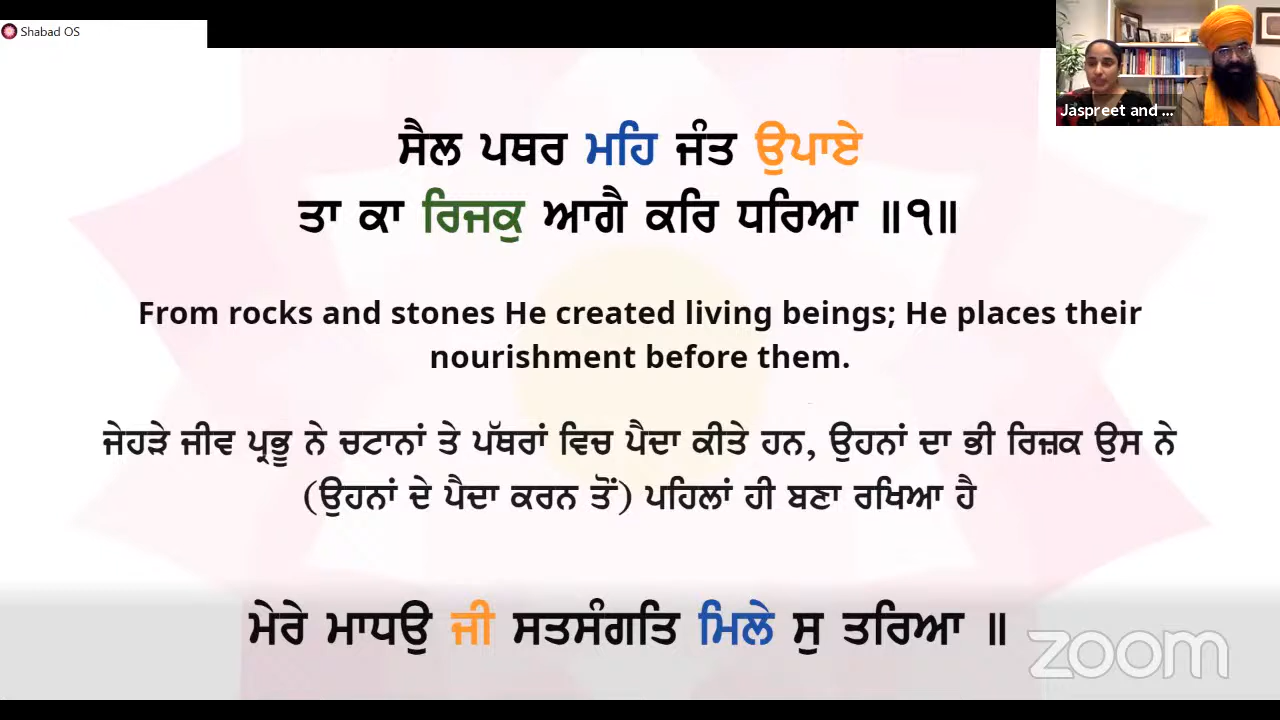 Shabad OS
Jaspreet and ...
ਸੈਲ ਪਥਰ ਮਹਿ ਜੰਤ ਉਪਾਏ
ਤਾ ਕਾ ਰਿਜਕੁ ਆਗੈ ਕਰਿ ਧਰਿਆ ॥੧॥
From rocks and stones He created living beings; He places their
nourishment before them.
ਜੇਹੜੇ ਜੀਵ ਪ੍ਰਭੂ ਨੇ ਚਟਾਨਾਂ ਤੇ ਪੱਥਰਾਂ ਵਿਚ ਪੈਦਾ ਕੀਤੇ ਹਨ, ਉਹਨਾਂ ਦਾ ਭੀ ਰਿਜ਼ਕ ਉਸ ਨੇ
(ਉਹਨਾਂ ਦੇ ਪੈਦਾ ਕਰਨ ਤੋਂ) ਪਹਿਲਾਂ ਹੀ ਬਣਾ ਰਖਿਆ ਹੈ
ਮੇਰੇ ਮਾਧਉ ਜੀ ਸਤਸੰਗਤਿ ਮਿਲੇ ਸੁ ਤਰਿਆ ॥
zoom